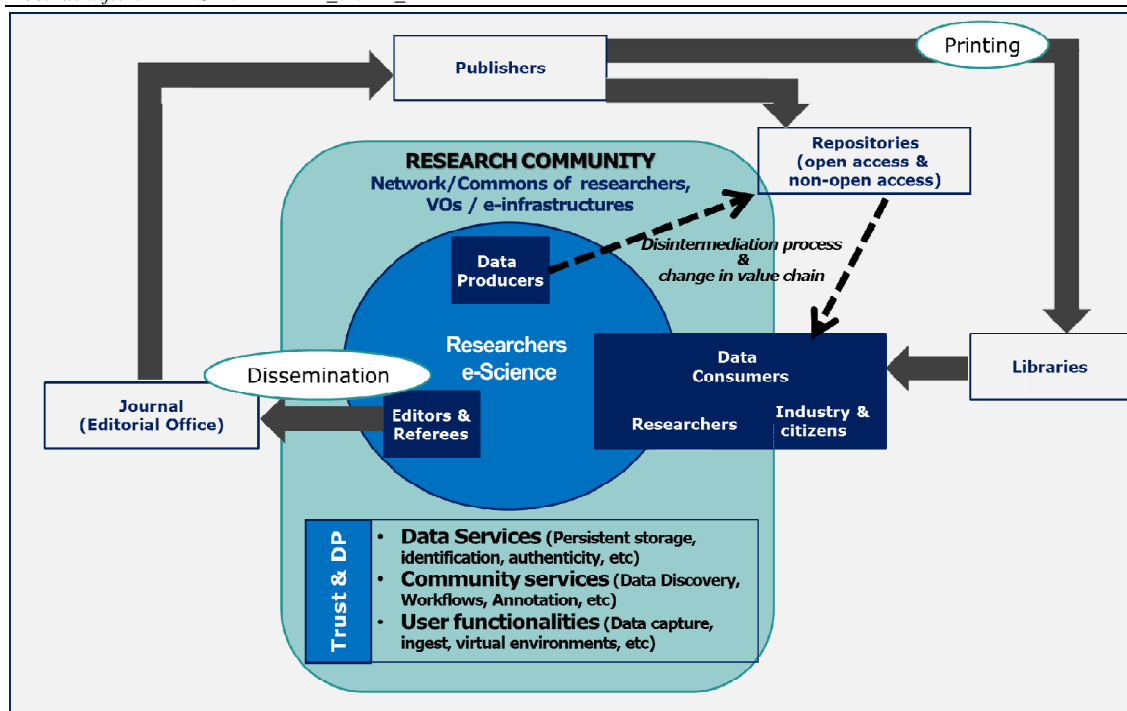 Printing
Publishers
Repositories
(open access &
non-open access)
RESEARCH COMMUNITY
Network/Commons of researchers,
VOs / e-infrastructures
Disintermediation process
&
change in value chain
Data
Producers
Researchers
e-Science
Data
Consumers
Researchers
Industry &
citizens
Libraries
Dissemination
Journal
(Editorial Office)
Editors &
Referees
Trust & DP
• Data Services (Persistent storage,
identification, authenticity, etc)
• Community services (Data Discovery,
Workflows, Annotation, etc)
• User functionalities (Data capture,
ingest, virtual environments, etc)